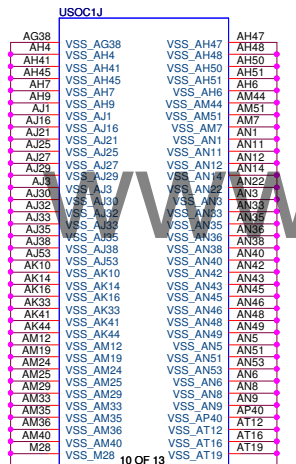 USOC1J
AG38 VSS_AG38 VSS_AH47 AH47
AH4 VSS_AH4 VSS_AH48 AH48
AH41 VSS_AH41 VSS_AH50 AH50
AH45 VSS_AH45 VSS_AH51 AH51
AH7 VSS_AH7 VSS_AH6 AH6
AH9 VSS_AH9 VSS_AM44 AM44
AJ1 VSS_AJ1 VSS_AM51 AM51
AJ16 VSS_AJ16 VSS_AM7 AM7
AJ21 VSS_AJ21 VSS_AN1 AN1
AJ25 VSS_AJ25 VSS_AN11 AN11
AJ27 VSS_AJ27 VSS_AN12 AN12
AJ29 VSS_AJ29 VSS_AN14 AN14
AJ3 VSS_AJ3 VSS_AN22 AN22
AJ30 VSS_AJ30 VSS_AN3 AN3
AJ32 VSS_AJ32 VSS_AN33 AN33
AJ33 VSS_AJ33 VSS_AN35 AN35
AJ35 VSS_AJ35 VSS_AN36 AN36
AJ38 VSS_AJ38 VSS_AN38 AN38
AJ53 VSS_AJ53 VSS_AN40 AN40
AK10 VSS_AK10 VSS_AN42 AN42
AK14 VSS_AK14 VSS_AN43 AN43
AK16 VSS_AK16 VSS_AN45 AN45
AK33 VSS_AK33 VSS_AN46 AN46
AK41 VSS_AK41 VSS_AN48 AN48
AK44 VSS_AK44 VSS_AN49 AN49
AM12 VSS_AM12 VSS_AN5 AN5
AM19 VSS_AM19 VSS_AN51 AN51
AM24 VSS_AM24 VSS_AN53 AN53
AM25 VSS_AM25 VSS_AN6 AN6
AM29 VSS_AM29 VSS_AN8 AN8
AM33 VSS_AM33 VSS_AN9 AN9
AM35 VSS_AM35 VSS_AP40 AP40
AM36 VSS_AM36 VSS_AT12 AT12
AM40 VSS_AM40 VSS_AT16 AT16
M28 VSS_M28 10 OF 13 VSS_AT19 AT19